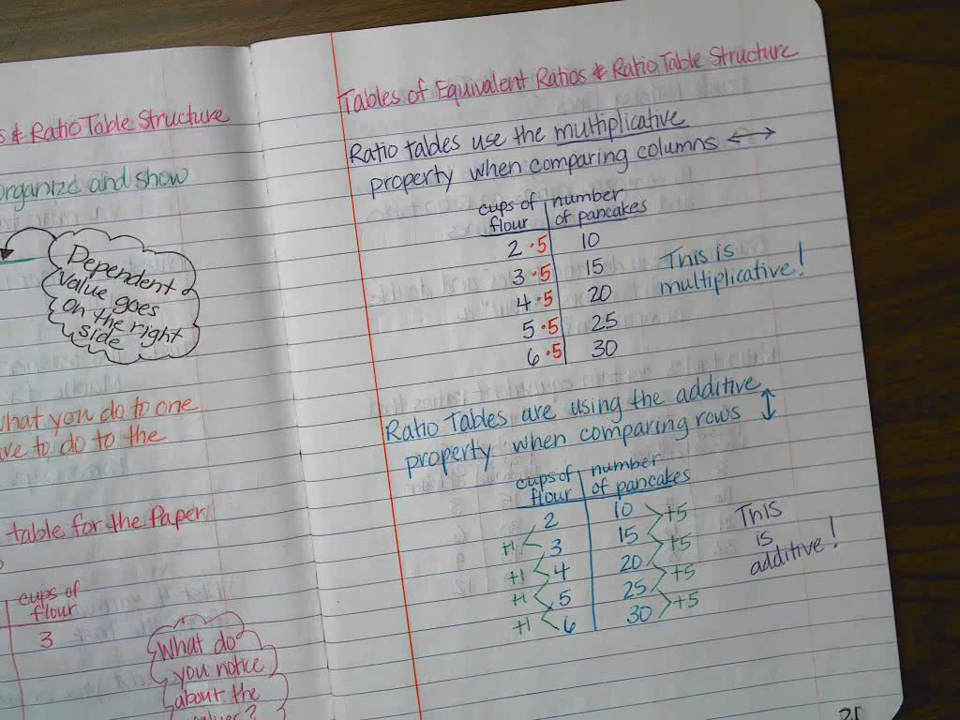 s & Ratio Table Structure
organize and show
Dependent
value goes
on the right
side
what you do to one
ave to do to the
table for the Paper
cups of
flour
3
What do
you notice
about the
Tables of Equivalent Ratios & Ratio Table Structure
Ratio tables use the multiplicative
property when comparing columns ↔
cups of flour | number of pancakes
2 · 5 | 10
3 · 5 | 15
4 · 5 | 20
5 · 5 | 25
6 · 5 | 30
This is
multiplicative!
Ratio Tables are using the additive
property when comparing rows ↕
cups of flour | number of pancakes
2 | 10
+1 +5
3 | 15
+1 +5
4 | 20
+1 +5
5 | 25
+1 +5
6 | 30
This
is
additive!